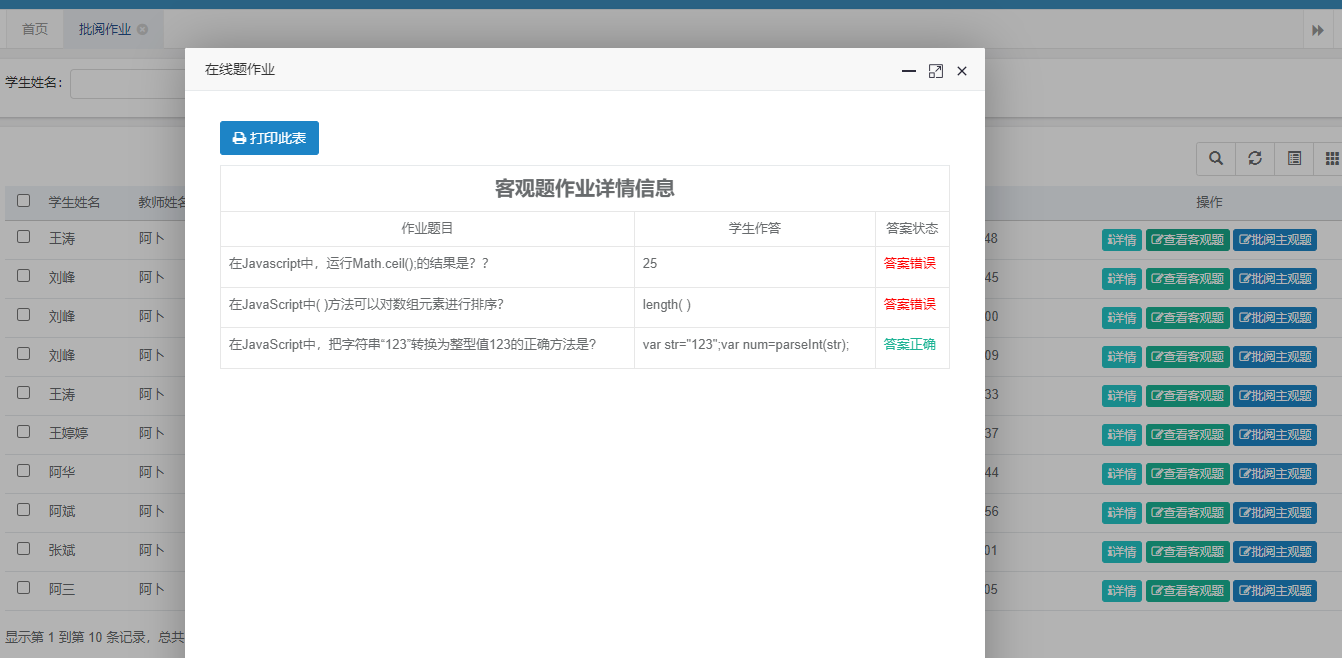 首页 批阅作业
学生姓名：
在线题作业
打印此表
客观题作业详情信息
作业题目 学生作答 答案状态
在Javascript中，运行Math.ceil();的结果是？？ 25 答案错误
在JavaScript中( )方法可以对数组元素进行排序? length( ) 答案错误
在JavaScript中，把字符串“123”转换为整型值123的正确方法是? var str="123";var num=parseInt(str); 答案正确
学生姓名 教师姓名 操作
王涛 阿卜 48 详情 查看客观题 批阅主观题
刘峰 阿卜 45 详情 查看客观题 批阅主观题
刘峰 阿卜 00 详情 查看客观题 批阅主观题
刘峰 阿卜 09 详情 查看客观题 批阅主观题
王涛 阿卜 33 详情 查看客观题 批阅主观题
王婷婷 阿卜 37 详情 查看客观题 批阅主观题
阿华 阿卜 44 详情 查看客观题 批阅主观题
阿斌 阿卜 56 详情 查看客观题 批阅主观题
张斌 阿卜 01 详情 查看客观题 批阅主观题
阿三 阿卜 05 详情 查看客观题 批阅主观题
显示第 1 到第 10 条记录，总共